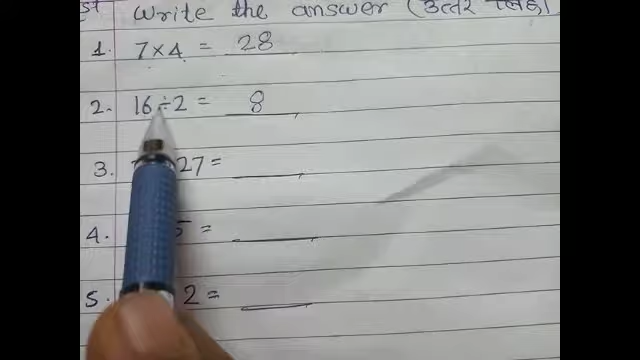 Write the answer (उत्तर लिखो)
1. 7 × 4 = 28
2. 16 ÷ 2 = 8
3. 27 =
4. =
5. 2 =